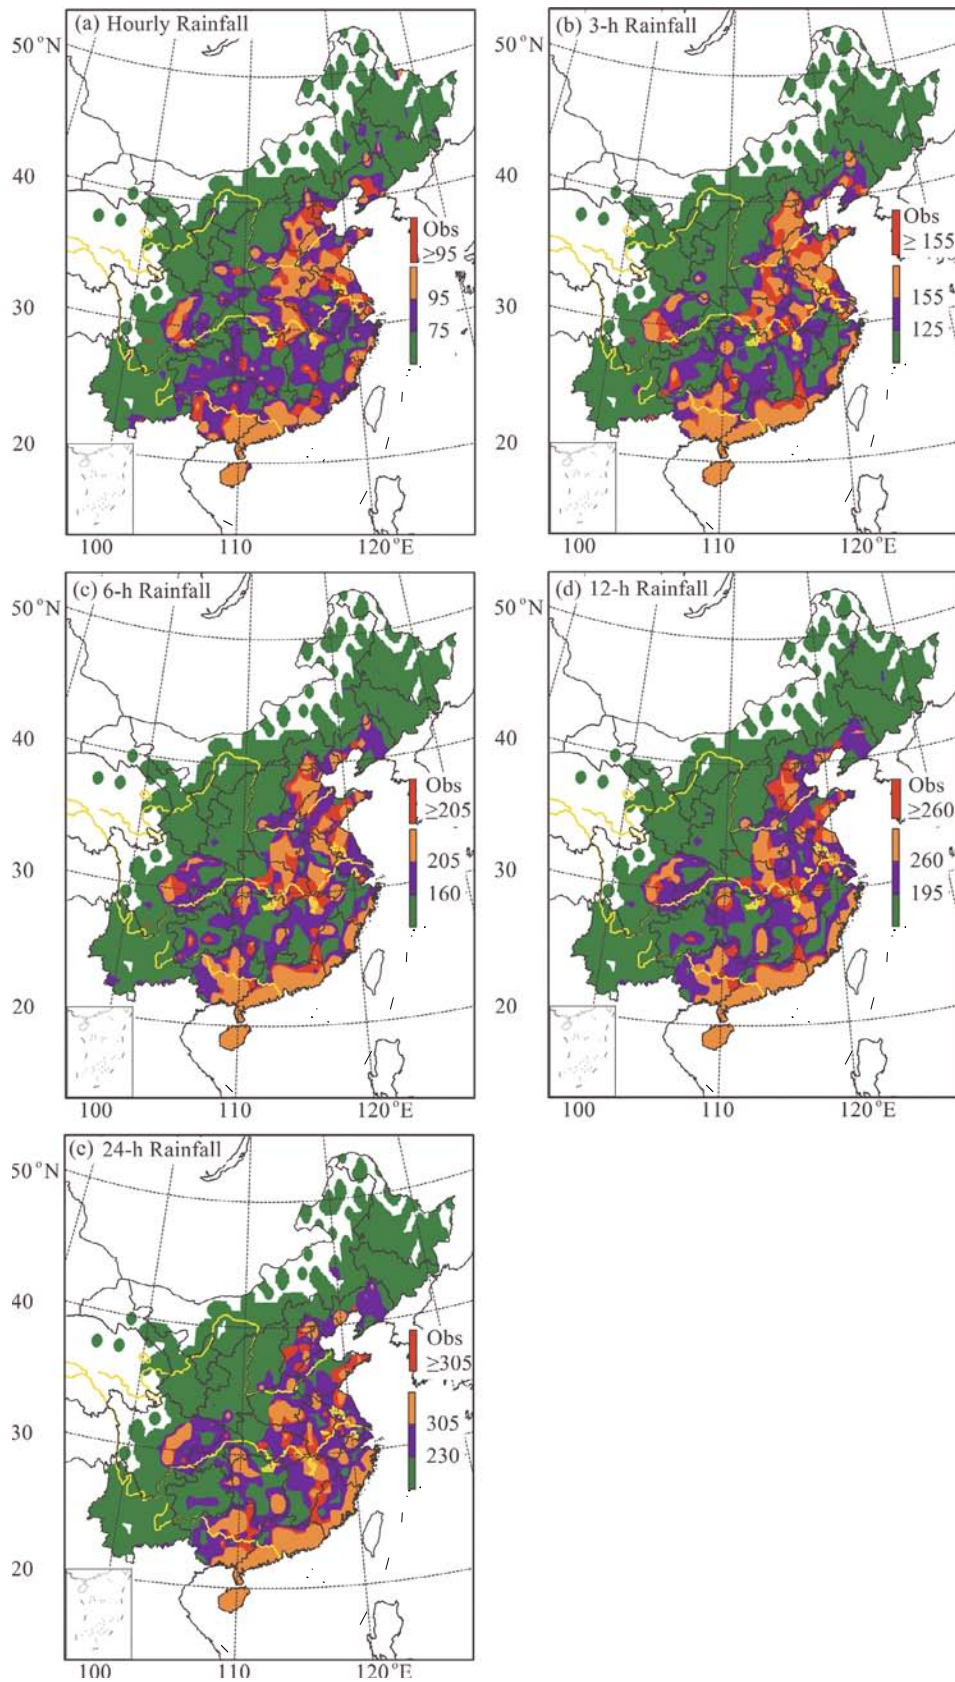 (a) Hourly Rainfall
50°N
40
30
20
100
110
120°E
Obs
≥95
95
75
(b) 3-h Rainfall
50°N
40
30
20
100
110
120°E
Obs
≥155
155
125
(c) 6-h Rainfall
50°N
40
30
20
100
110
120°E
Obs
≥205
205
160
(d) 12-h Rainfall
50°N
40
30
20
100
110
120°E
Obs
≥260
260
195
(e) 24-h Rainfall
50°N
40
30
20
100
110
120°E
Obs
≥305
305
230